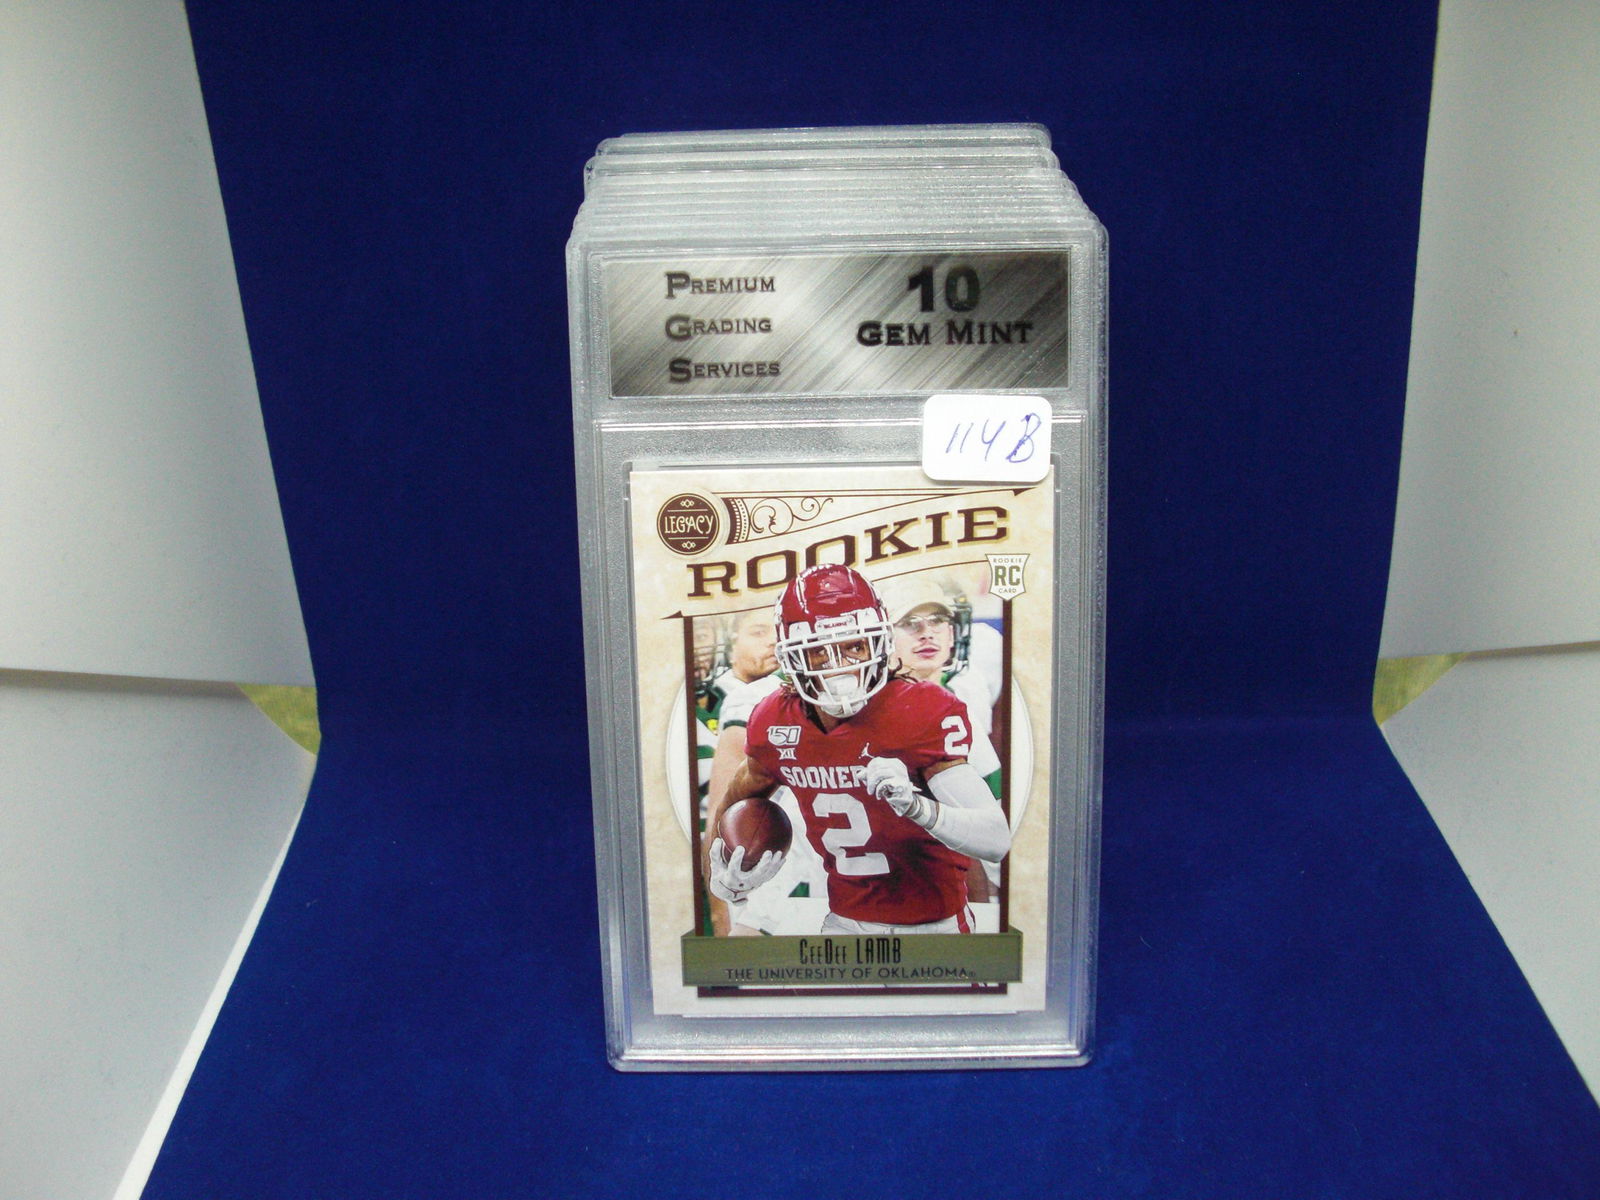 PREMIUM
GRADING
SERVICES
10
GEM MINT
114B
LEGACY
ROOKIE
ROOKIE
RC
CARD
150
XII
2
SOONER
2
CEEDEE LAMB
THE UNIVERSITY OF OKLAHOMA®